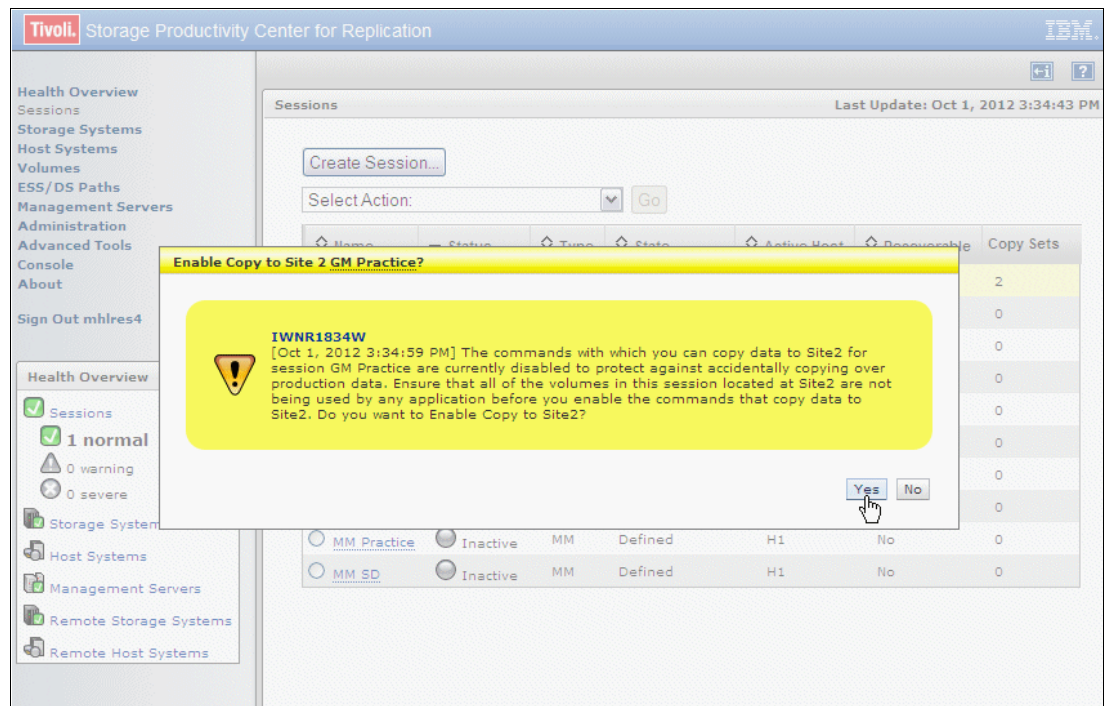 Tivoli. Storage Productivity Center for Replication IBM.
Health Overview
Sessions
Storage Systems
Host Systems
Volumes
ESS/DS Paths
Management Servers
Administration
Advanced Tools
Console
About
Sign Out mhlres4
Health Overview
Sessions
1 normal
0 warning
0 severe
Storage System
Host Systems
Management Servers
Remote Storage Systems
Remote Host Systems
Sessions Last Update: Oct 1, 2012 3:34:43 PM
Create Session...
Select Action: Go
Name Status Type State Active Host Recoverable Copy Sets
2
0
0
0
0
0
0
0
MM Practice Inactive MM Defined H1 No 0
MM SD Inactive MM Defined H1 No 0
Enable Copy to Site 2 GM Practice?
IWNR1834W
[Oct 1, 2012 3:34:59 PM] The commands with which you can copy data to Site2 for
session GM Practice are currently disabled to protect against accidentally copying over
production data. Ensure that all of the volumes in this session located at Site2 are not
being used by any application before you enable the commands that copy data to
Site2. Do you want to Enable Copy to Site2?
Yes No